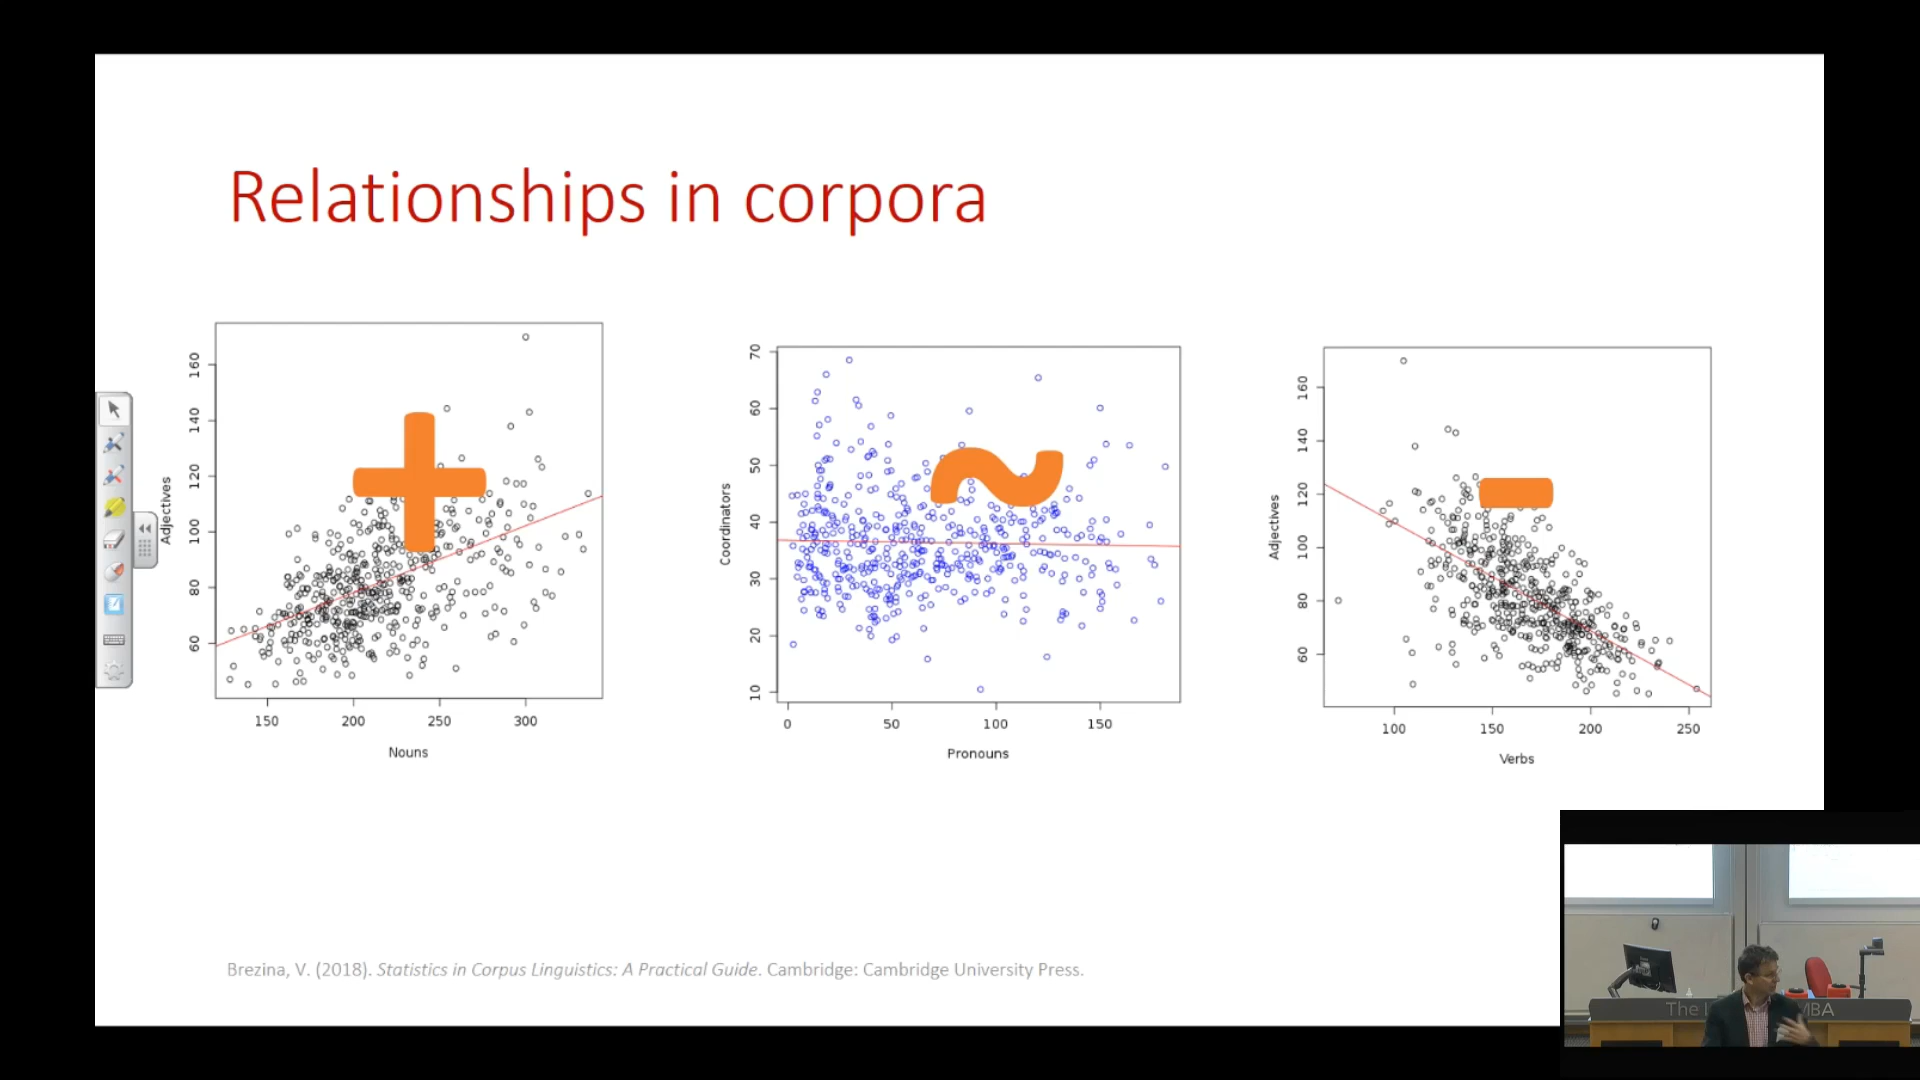 Relationships in corpora
Adjectives
160
140
120
100
80
60
150 200 250 300
Nouns
Coordinators
70
60
50
40
30
20
10
0 50 100 150
Pronouns
Adjectives
160
140
120
100
80
60
100 150 200 250
Verbs
Brezina, V. (2018). Statistics in Corpus Linguistics: A Practical Guide. Cambridge: Cambridge University Press.
The MBA